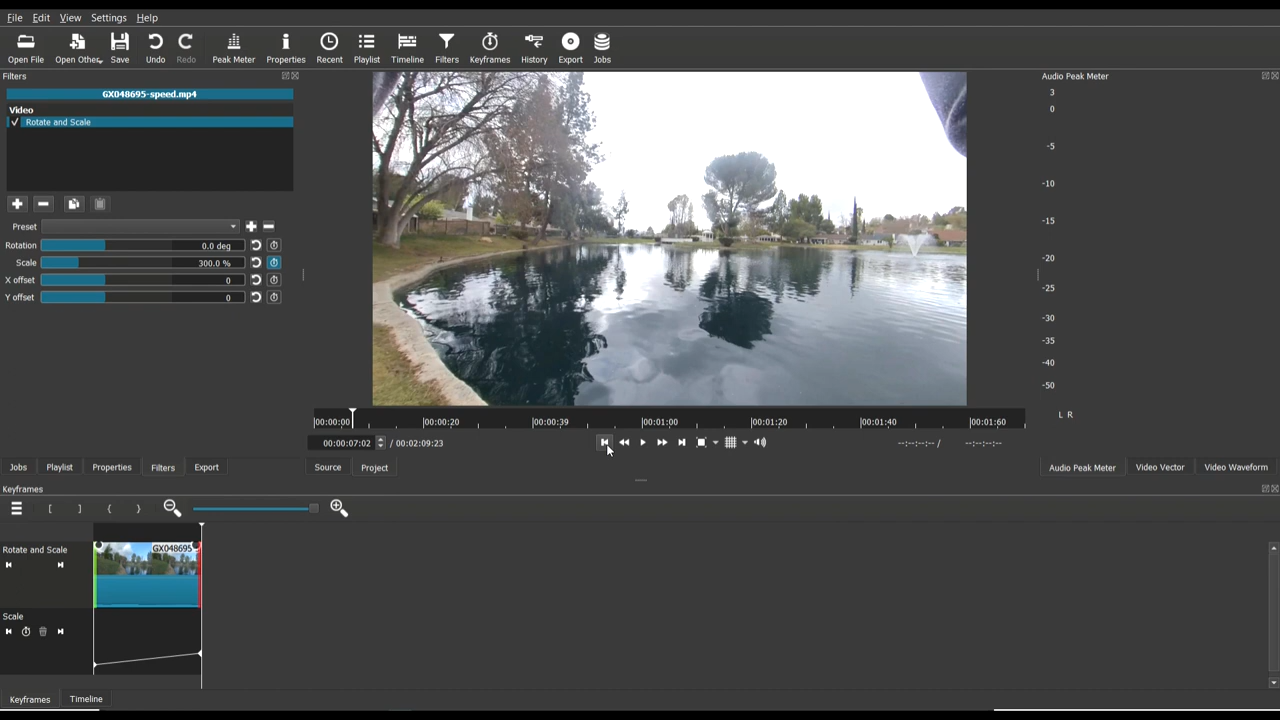 File Edit View Settings Help
Open File Open Other Save Undo Redo Peak Meter Properties Recent Playlist Timeline Filters Keyframes History Export Jobs
Filters
GX048695-speed.mp4
Video
Rotate and Scale
Preset
Rotation 0.0 deg
Scale 300.0 %
X offset 0
Y offset 0
Audio Peak Meter
3
0
-5
-10
-15
-20
-25
-30
-35
-40
-50
L R
00:00:00 00:00:20 00:00:39 00:01:00 00:01:20 00:01:40 00:01:60
00:00:07:02 / 00:02:09:23 --:--:--:-- / --:--:--:--
Jobs Playlist Properties Filters Export Source Project Audio Peak Meter Video Vector Video Waveform
Keyframes
[ ] { }
Rotate and Scale GX048695
Scale
Keyframes Timeline